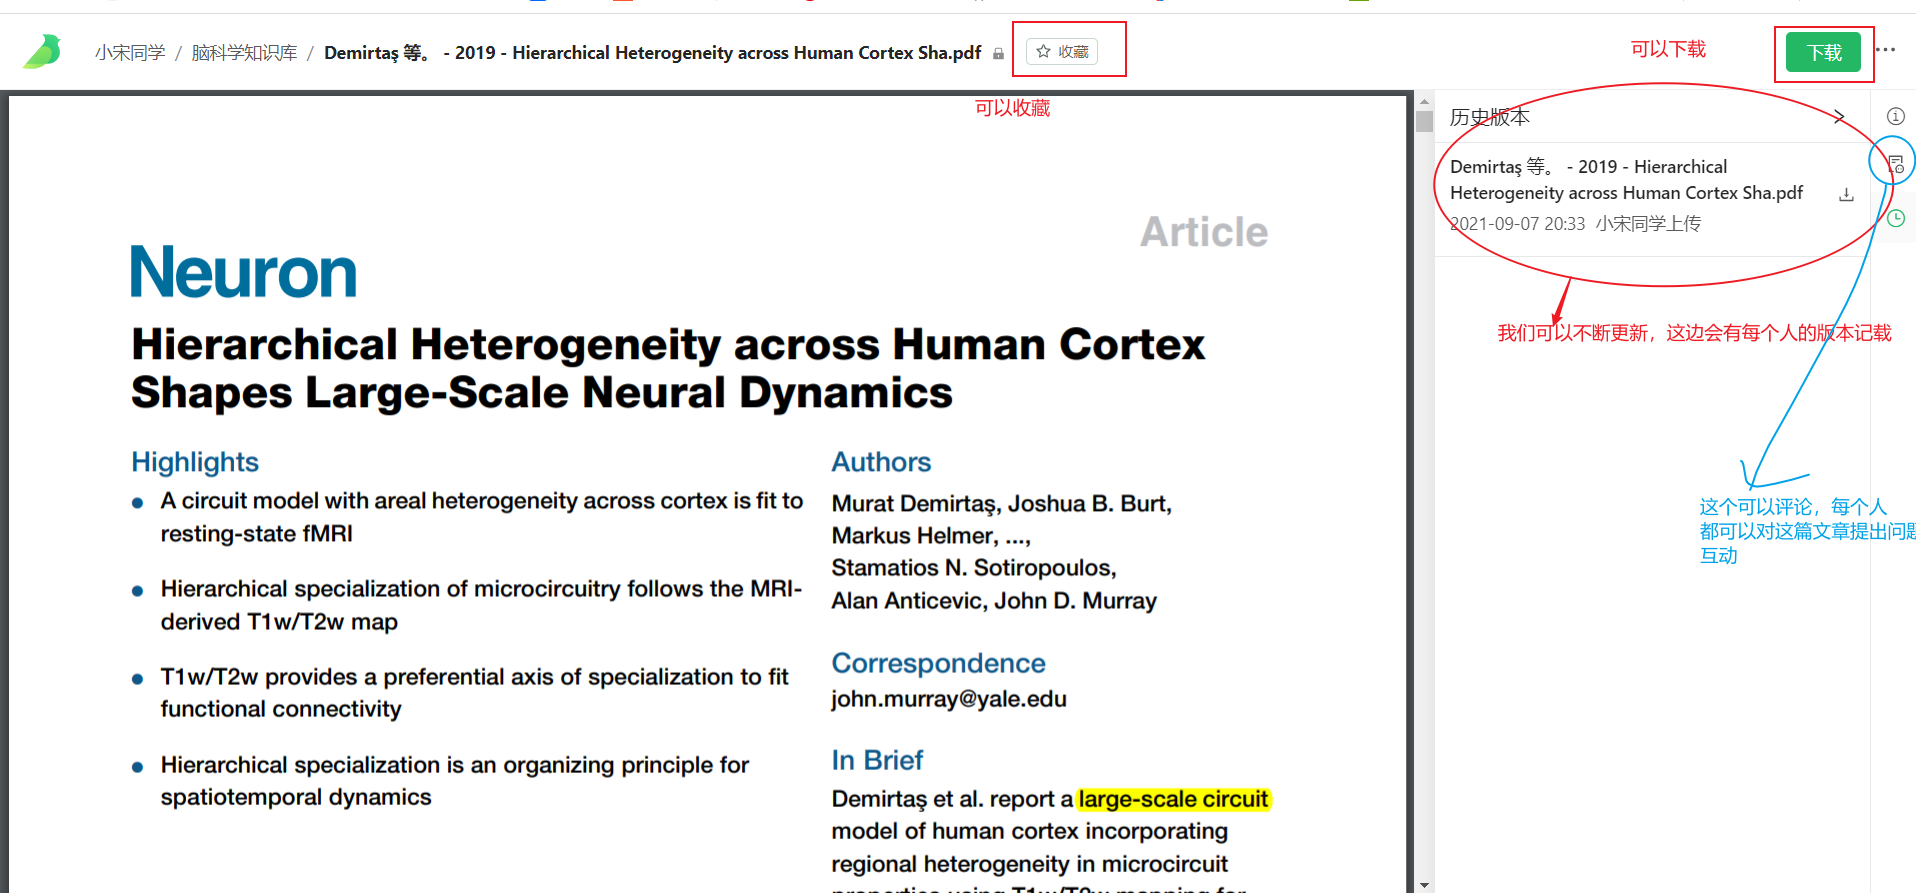 小宋同学 / 脑科学知识库 / Demirtaş 等。 - 2019 - Hierarchical Heterogeneity across Human Cortex Sha.pdf
收藏
可以下载
下载
可以收藏
历史版本
Demirtaş 等。 - 2019 - Hierarchical
Heterogeneity across Human Cortex Sha.pdf
2021-09-07 20:33 小宋同学上传
我们可以不断更新，这边会有每个人的版本记载
这个可以评论，每个人
都可以对这篇文章提出问题
互动
Article
Neuron
Hierarchical Heterogeneity across Human Cortex
Shapes Large-Scale Neural Dynamics
Highlights
A circuit model with areal heterogeneity across cortex is fit to
resting-state fMRI
Hierarchical specialization of microcircuitry follows the MRI-
derived T1w/T2w map
T1w/T2w provides a preferential axis of specialization to fit
functional connectivity
Hierarchical specialization is an organizing principle for
spatiotemporal dynamics
Authors
Murat Demirtaş, Joshua B. Burt,
Markus Helmer, ...,
Stamatios N. Sotiropoulos,
Alan Anticevic, John D. Murray
Correspondence
john.murray@yale.edu
In Brief
Demirtaş et al. report a large-scale circuit
model of human cortex incorporating
regional heterogeneity in microcircuit
properties using T1w/T2w mapping for